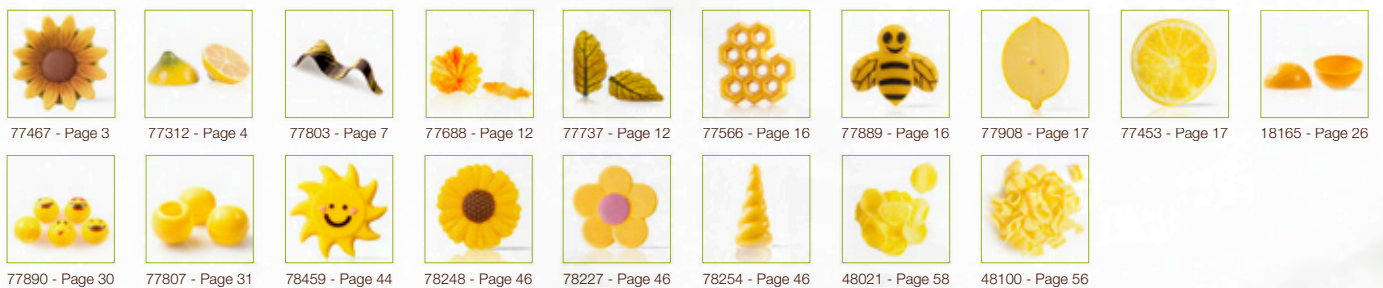 77467 - Page 3
77312 - Page 4
77803 - Page 7
77688 - Page 12
77737 - Page 12
77566 - Page 16
77889 - Page 16
77908 - Page 17
77453 - Page 17
18165 - Page 26
77890 - Page 30
77807 - Page 31
78459 - Page 44
78248 - Page 46
78227 - Page 46
78254 - Page 46
48021 - Page 58
48100 - Page 56